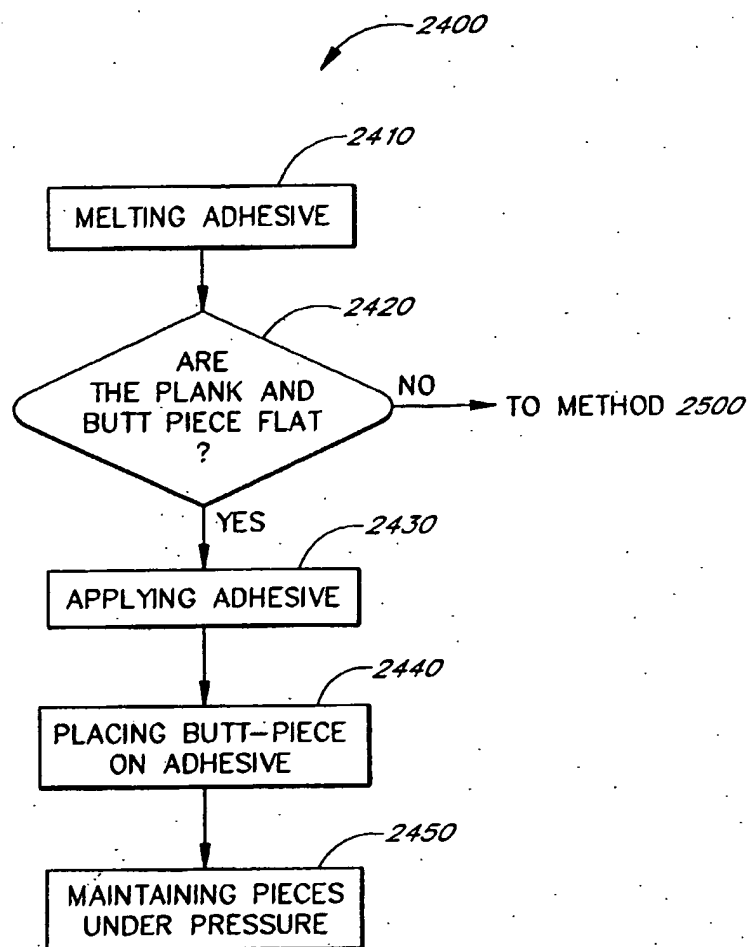 2400
2410
MELTING ADHESIVE
2420
ARE
THE PLANK AND
BUTT PIECE FLAT
?
NO
TO METHOD 2500
YES
2430
APPLYING ADHESIVE
2440
PLACING BUTT-PIECE
ON ADHESIVE
2450
MAINTAINING PIECES
UNDER PRESSURE